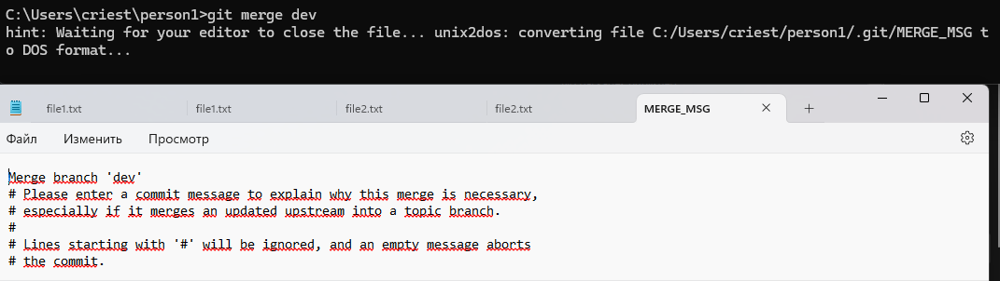 C:\Users\criest\person1>git merge dev
hint: Waiting for your editor to close the file... unix2dos: converting file C:/Users/criest/person1/.git/MERGE_MSG t
o DOS format...
file1.txt file1.txt file2.txt file2.txt MERGE_MSG
Файл Изменить Просмотр
Merge branch 'dev'
# Please enter a commit message to explain why this merge is necessary,
# especially if it merges an updated upstream into a topic branch.
#
# Lines starting with '#' will be ignored, and an empty message aborts
# the commit.